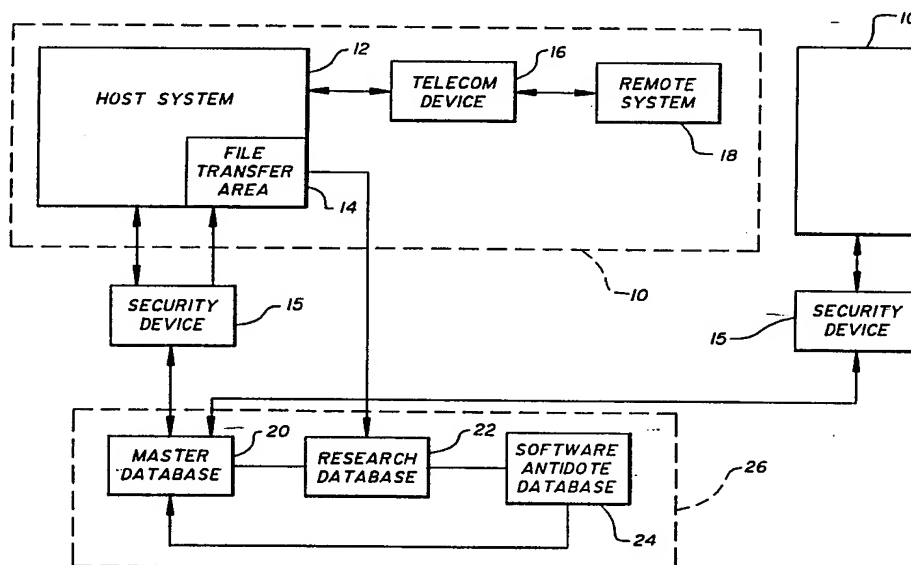 12
HOST SYSTEM
16
TELECOM
DEVICE
REMOTE
SYSTEM
18
FILE
TRANSFER
AREA
14
10
SECURITY
DEVICE
15
10
15
SECURITY
DEVICE
20
MASTER
DATABASE
22
RESEARCH
DATABASE
SOFTWARE
ANTIDOTE
DATABASE
24
26